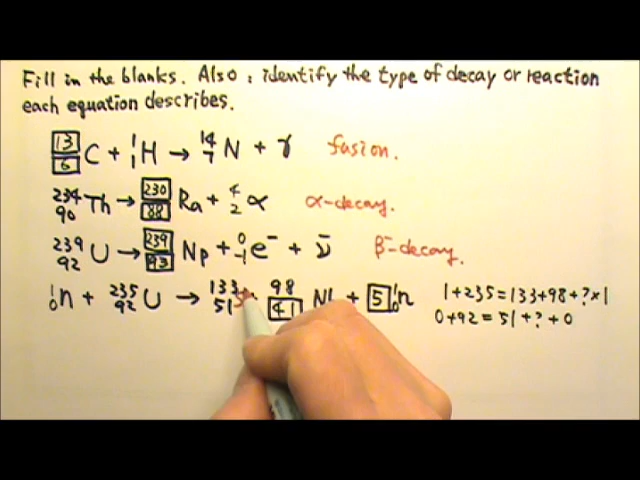 Fill in the blanks. Also: identify the type of decay or reaction
each equation describes.
13 6 C + 1 1 H → 14 7 N + γ fusion.
234 90 Th → 230 88 Ra + 4 2 α α-decay.
239 92 U → 239 93 Np + 0 -1 e⁻ + ν̄ β⁻-decay.
1 0 n + 235 92 U → 133 51 98 41 + 5 1 0 n 1+235=133+98+?×1
0+92=51+?+0